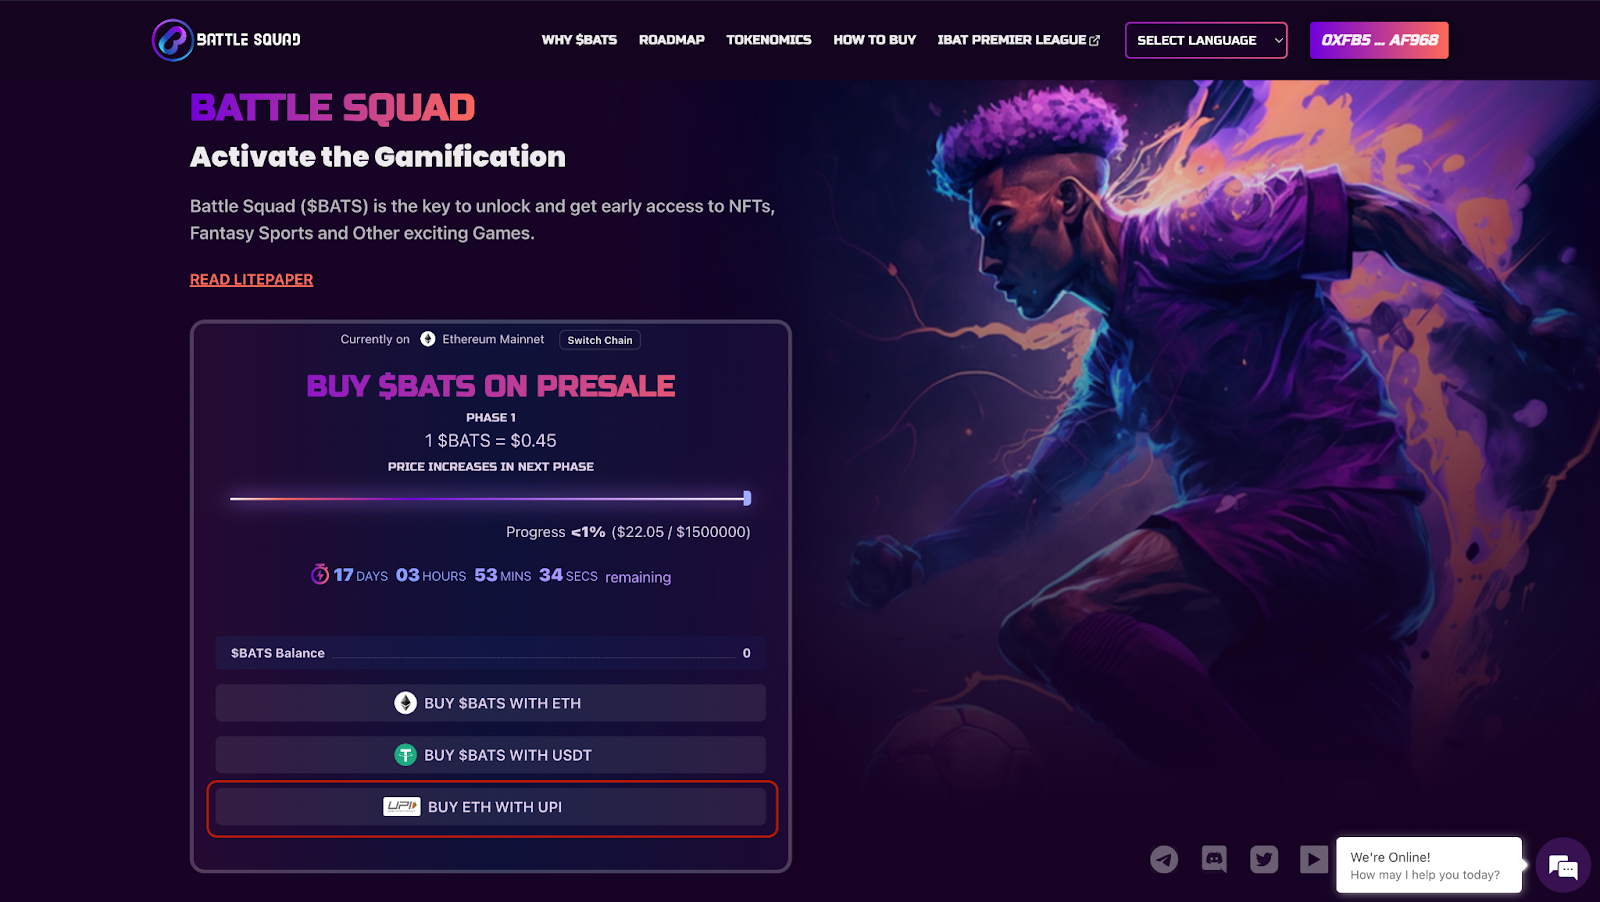 BATTLE SQUAD
WHY $BATS
ROADMAP
TOKENOMICS
HOW TO BUY
IBAT PREMIER LEAGUE
SELECT LANGUAGE
0XFB5 ... AF968
BATTLE SQUAD
Activate the Gamification
Battle Squad ($BATS) is the key to unlock and get early access to NFTs,
Fantasy Sports and Other exciting Games.
READ LITEPAPER
Currently on Ethereum Mainnet Switch Chain
BUY $BATS ON PRESALE
PHASE 1
1 $BATS = $0.45
PRICE INCREASES IN NEXT PHASE
Progress <1% ($22.05 / $1500000)
17 DAYS 03 HOURS 53 MINS 34 SECS remaining
$BATS Balance 0
BUY $BATS WITH ETH
BUY $BATS WITH USDT
UPI BUY ETH WITH UPI
We're Online!
How may I help you today?